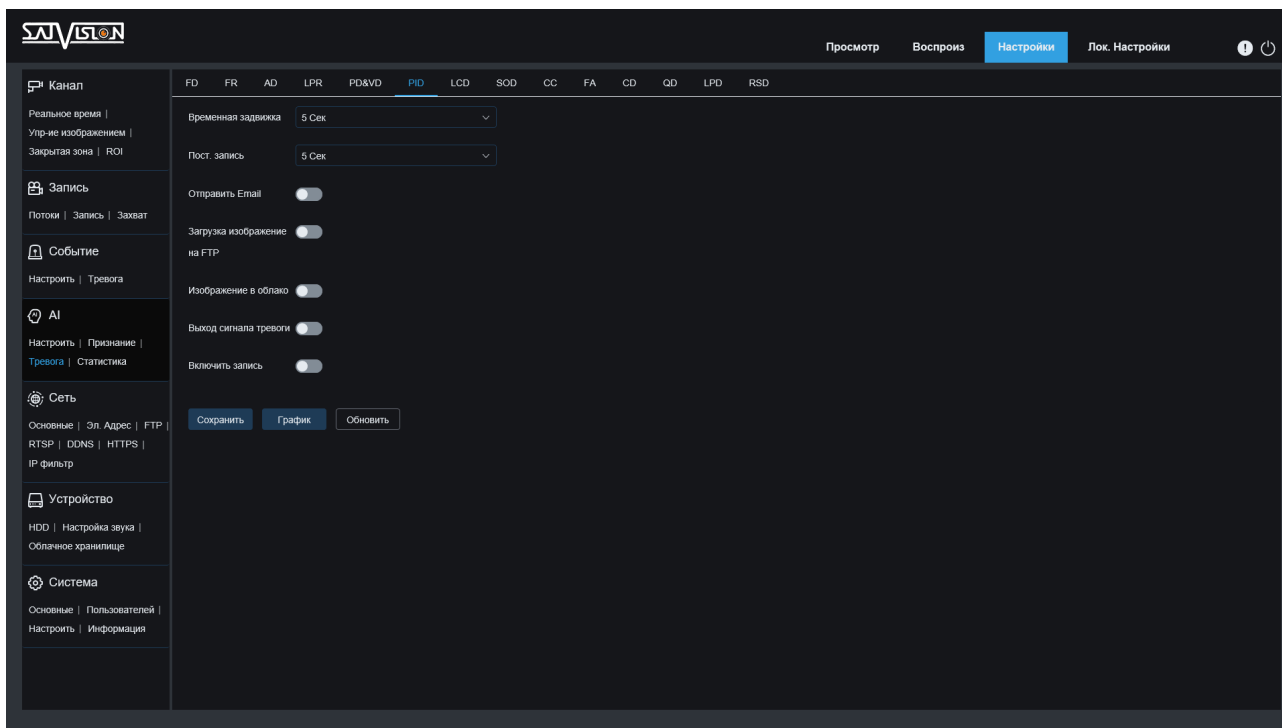 SATVISION
Просмотр Воспроиз Настройки Лок. Настройки
Канал
Реальное время |
Упр-ие изображением |
Закрытая зона | ROI
Запись
Потоки | Запись | Захват
Событие
Настроить | Тревога
AI
Настроить | Признание |
Тревога | Статистика
Сеть
Основные | Эл. Адрес | FTP |
RTSP | DDNS | HTTPS |
IP фильтр
Устройство
HDD | Настройка звука |
Облачное хранилище
Система
Основные | Пользователей |
Настроить | Информация
FD FR AD LPR PD&VD PID LCD SOD CC FA CD QD LPD RSD
Временная задвижка 5 Сек
Пост. запись 5 Сек
Отправить Email
Загрузка изображение
на FTP
Изображение в облако
Выход сигнала тревоги
Включить запись
Сохранить График Обновить